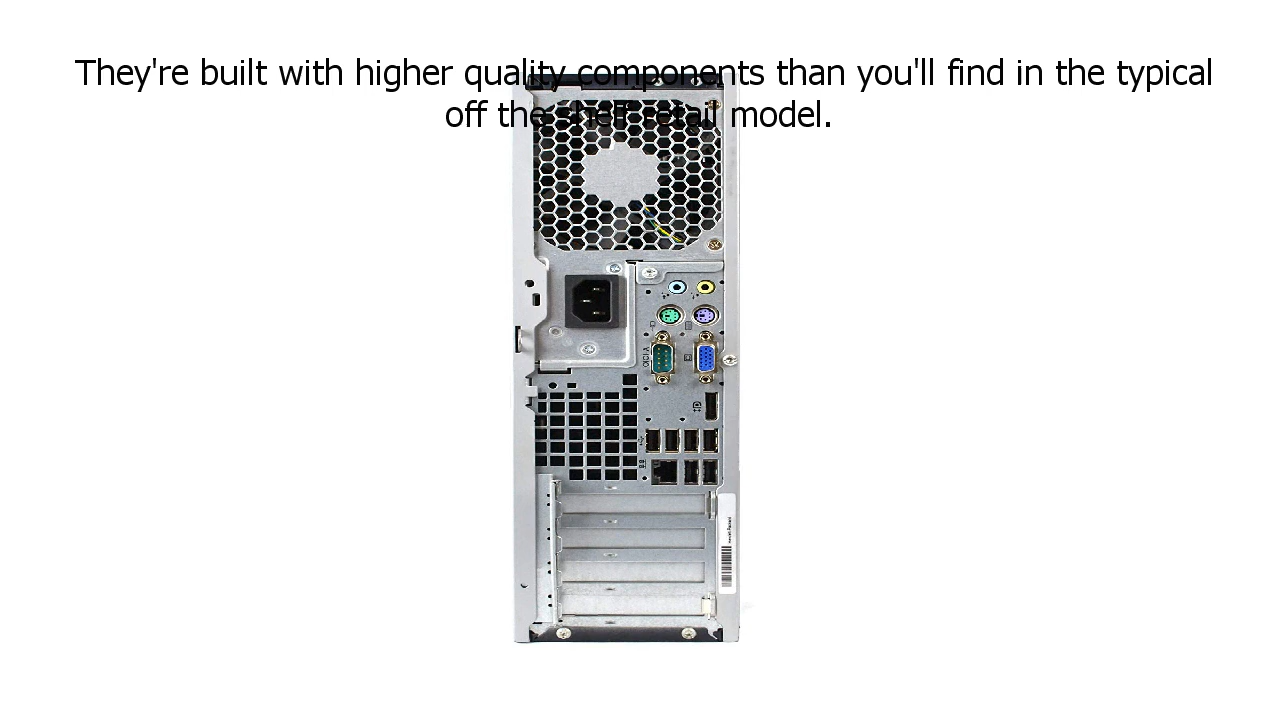 They're built with higher quality components than you'll find in the typical
off the shelf retail model.